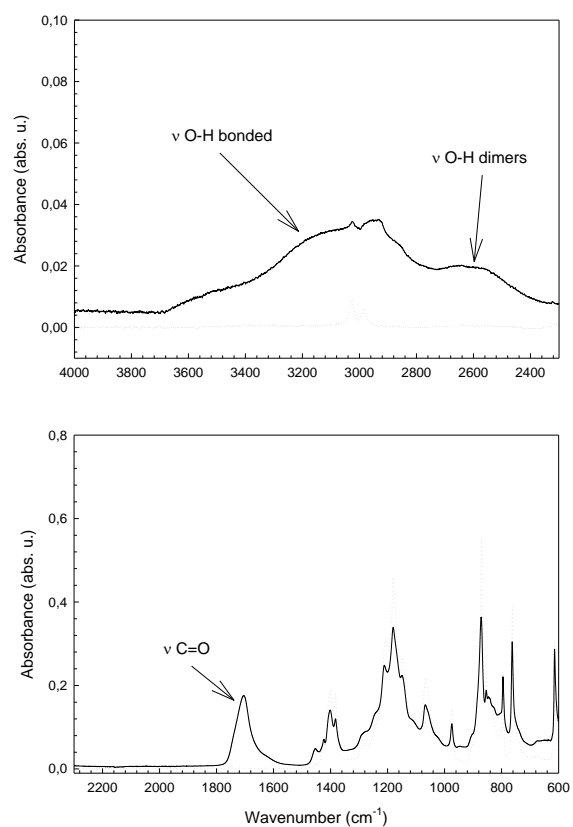 0,10
0,08
0,06
0,04
0,02
0,00
Absorbance (abs. u.)
ν O-H bonded
ν O-H dimers
4000 3800 3600 3400 3200 3000 2800 2600 2400
0,8
0,6
0,4
0,2
0,0
Absorbance (abs. u.)
ν C=O
2200 2000 1800 1600 1400 1200 1000 800 600
Wavenumber (cm⁻¹)